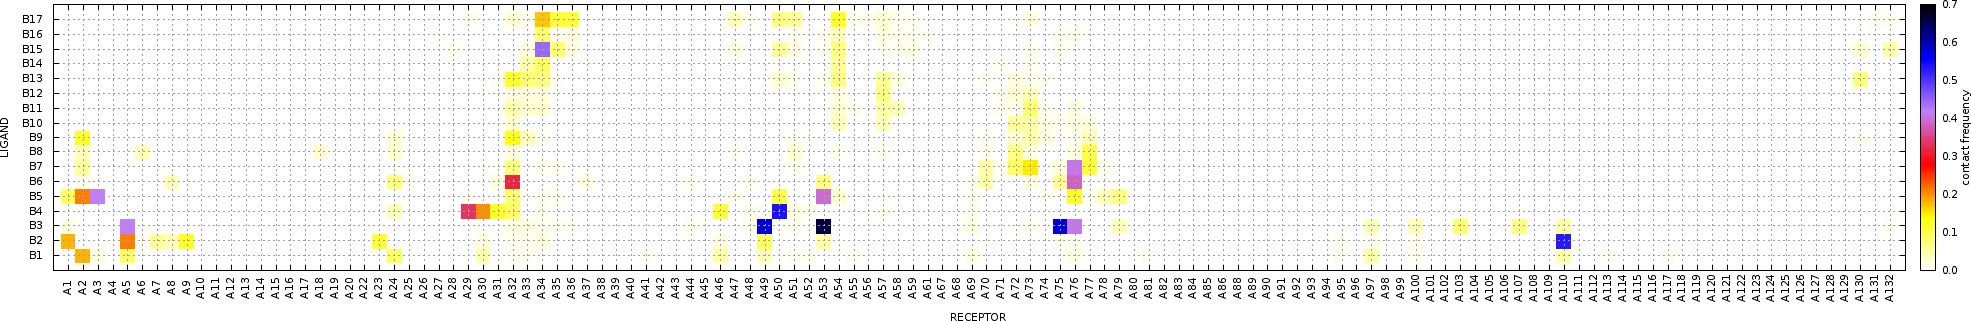 LIGAND
B17
B16
B15
B14
B13
B12
B11
B10
B9
B8
B7
B6
B5
B4
B3
B2
B1
A1 A2 A3 A4 A5 A6 A7 A8 A9 A10 A11 A12 A13 A14 A15 A16 A17 A18 A19 A20 A22 A23 A24 A25 A26 A27 A28 A29 A30 A31 A32 A33 A34 A35 A36 A37 A38 A39 A40 A41 A42 A43 A44 A45 A46 A47 A48 A49 A50 A51 A52 A53 A54 A55 A56 A57 A58 A59 A61 A67 A68 A69 A70 A71 A72 A73 A74 A75 A76 A77 A78 A79 A80 A81 A82 A83 A84 A85 A86 A88 A89 A90 A91 A92 A93 A94 A95 A96 A97 A98 A99 A100 A101 A102 A103 A104 A105 A106 A107 A108 A109 A110 A111 A112 A113 A114 A115 A116 A117 A118 A119 A120 A121 A122 A123 A124 A125 A126 A127 A128 A129 A130 A131 A132
RECEPTOR
0.7
0.6
0.5
0.4
0.3
0.2
0.1
0.0
contact frequency